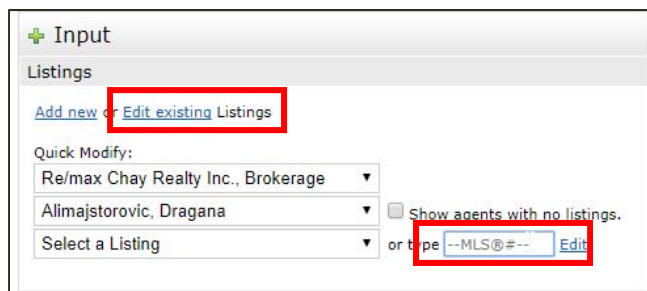 Input
Listings
Add new or Edit existing Listings
Quick Modify:
Re/max Chay Realty Inc., Brokerage
Alimajstorovic, Dragana
Show agents with no listings.
Select a Listing
or type --MLS®#-- Edit